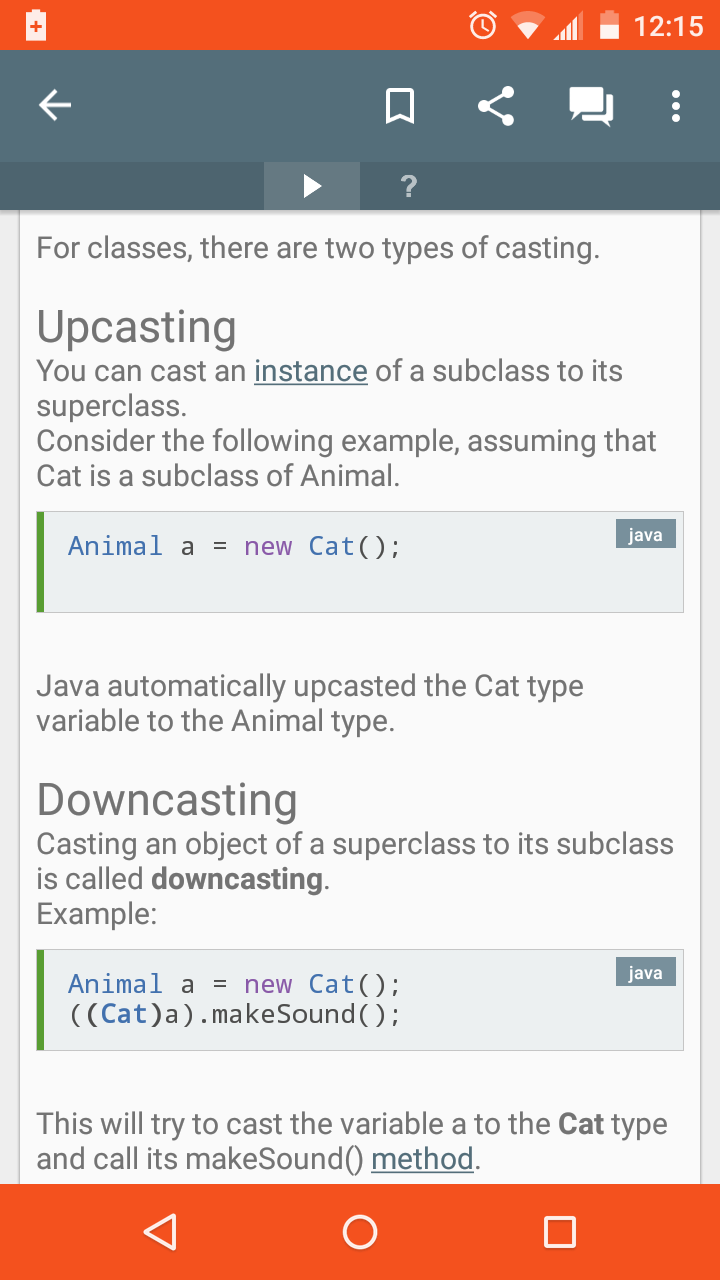 12:15
?
For classes, there are two types of casting.
Upcasting
You can cast an instance of a subclass to its
superclass.
Consider the following example, assuming that
Cat is a subclass of Animal.
java
Animal a = new Cat();
Java automatically upcasted the Cat type
variable to the Animal type.
Downcasting
Casting an object of a superclass to its subclass
is called downcasting.
Example:
java
Animal a = new Cat();
((Cat)a).makeSound();
This will try to cast the variable a to the Cat type
and call its makeSound() method.